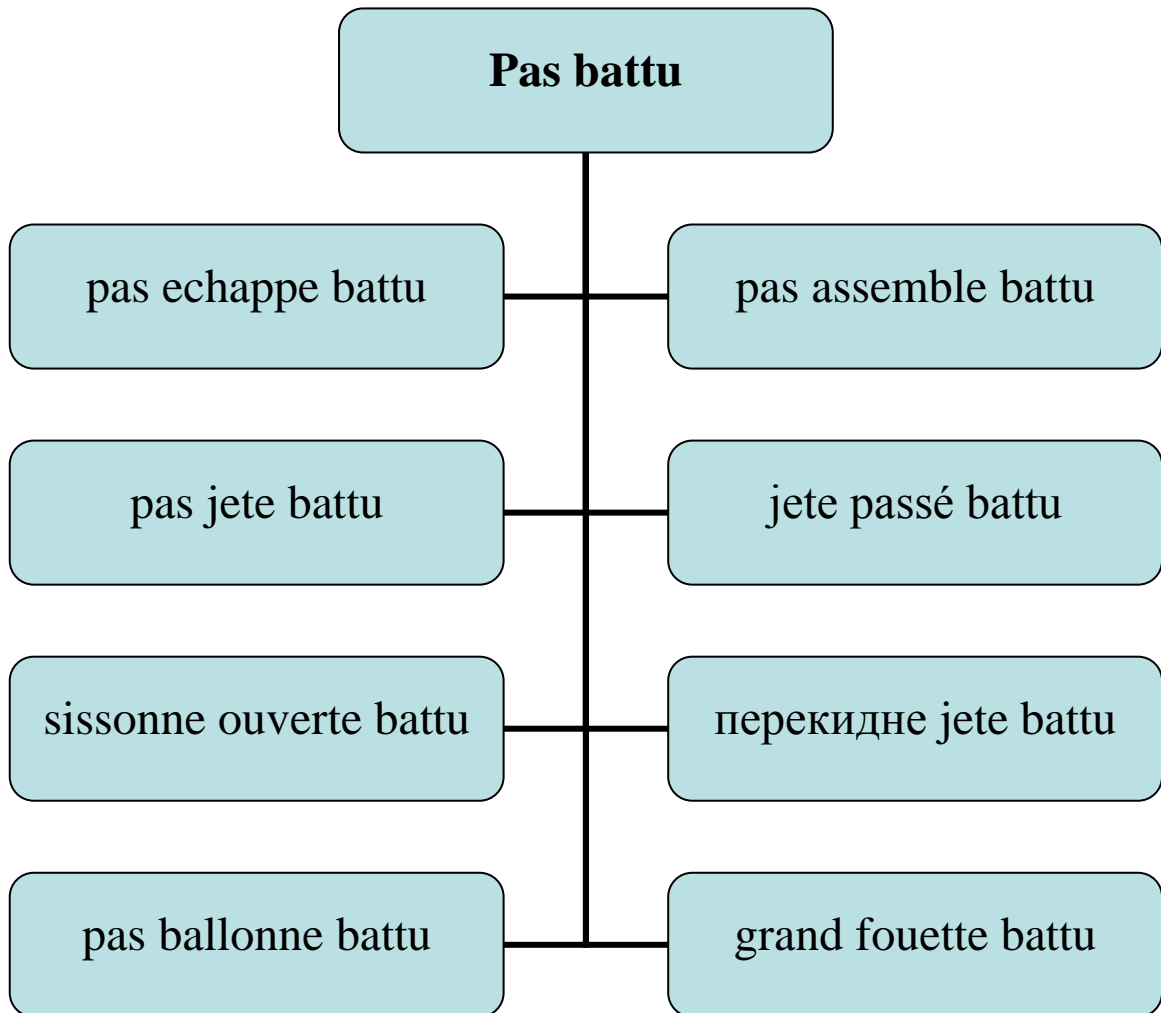 Pas battu
pas echappe battu
pas assemble battu
pas jete battu
jete passé battu
sissonne ouverte battu
перекидне jete battu
pas ballonne battu
grand fouette battu